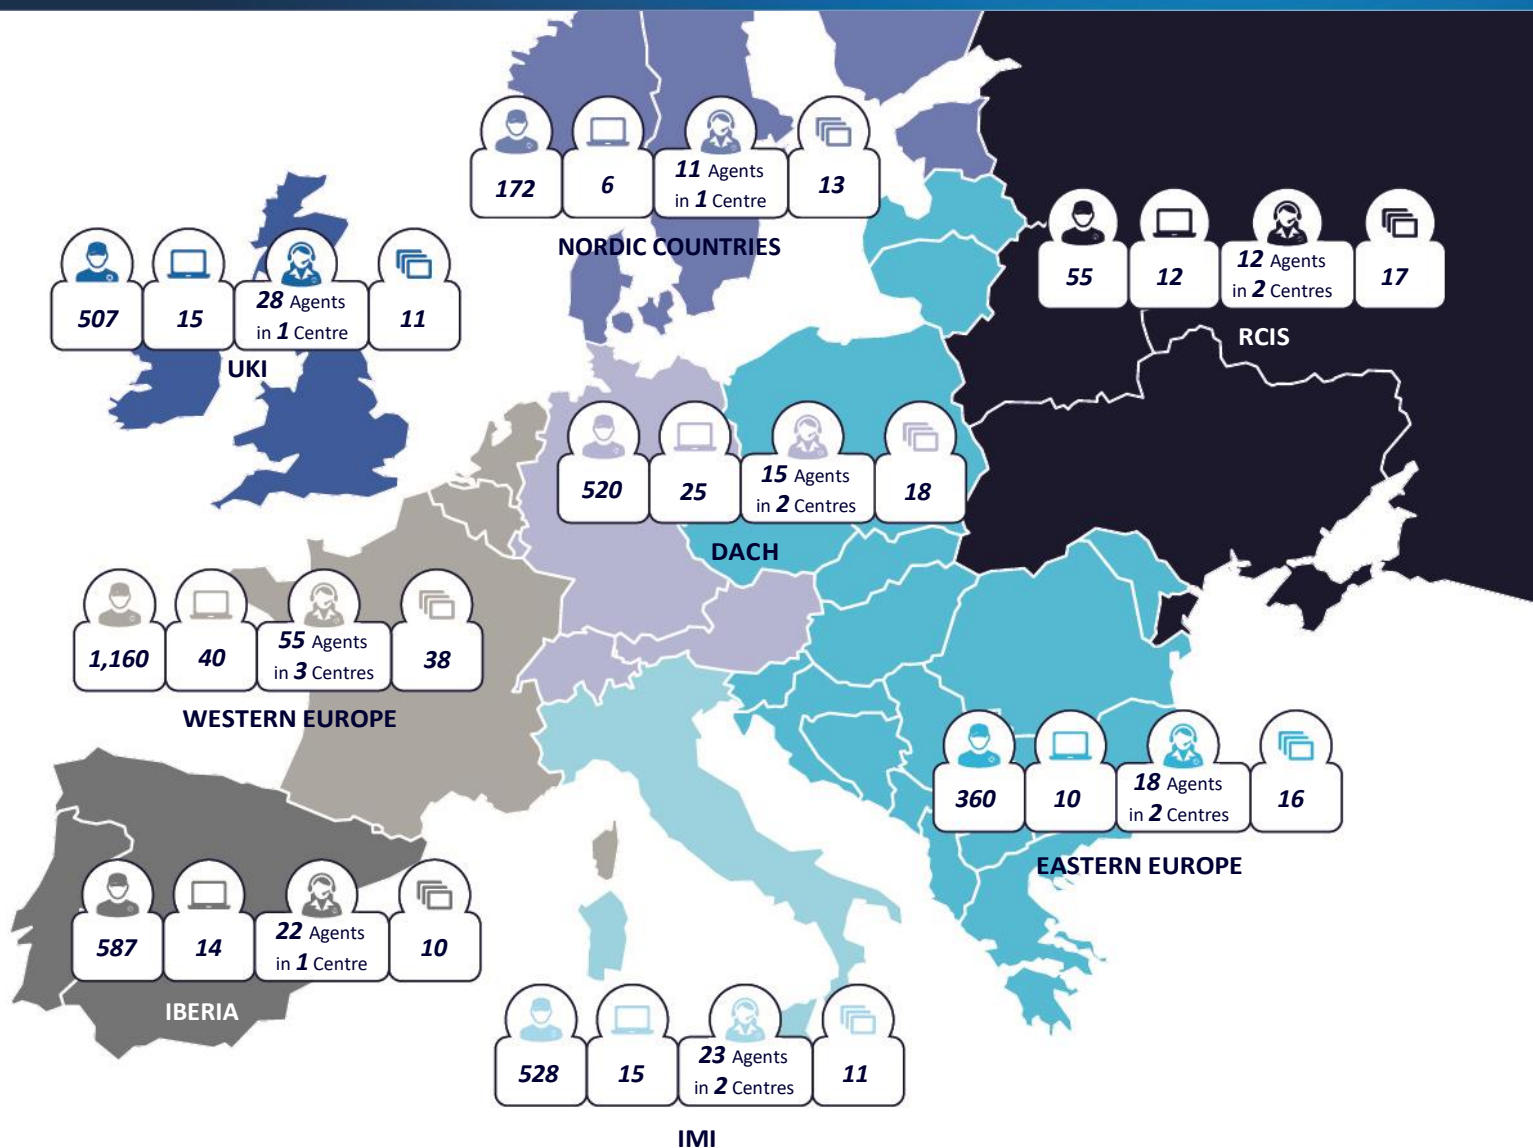 172
6
11 Agents
in 1 Centre
13
NORDIC COUNTRIES
507
15
28 Agents
in 1 Centre
11
UKI
55
12
12 Agents
in 2 Centres
17
RCIS
520
25
15 Agents
in 2 Centres
18
DACH
1,160
40
55 Agents
in 3 Centres
38
WESTERN EUROPE
360
10
18 Agents
in 2 Centres
16
EASTERN EUROPE
587
14
22 Agents
in 1 Centre
10
IBERIA
528
15
23 Agents
in 2 Centres
11
IMI